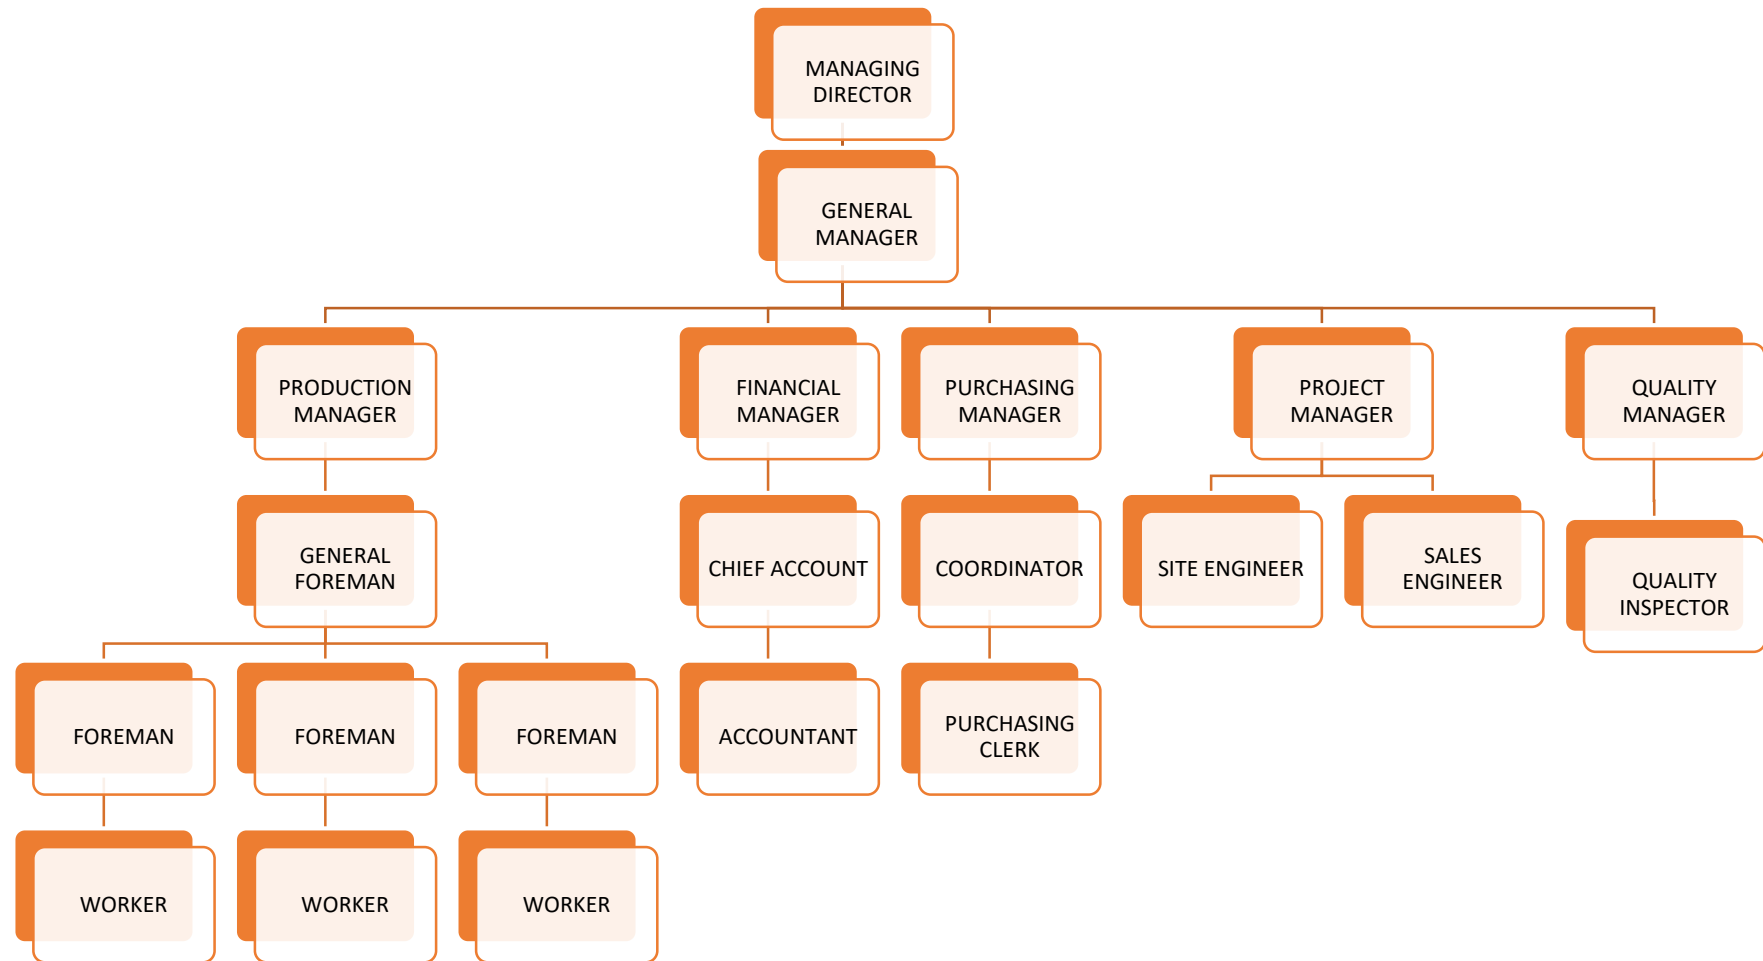 MANAGING
DIRECTOR
GENERAL
MANAGER
PRODUCTION
MANAGER
FINANCIAL
MANAGER
PURCHASING
MANAGER
PROJECT
MANAGER
QUALITY
MANAGER
GENERAL
FOREMAN
CHIEF ACCOUNT
COORDINATOR
SITE ENGINEER
SALES
ENGINEER
QUALITY
INSPECTOR
FOREMAN
FOREMAN
FOREMAN
ACCOUNTANT
PURCHASING
CLERK
WORKER
WORKER
WORKER